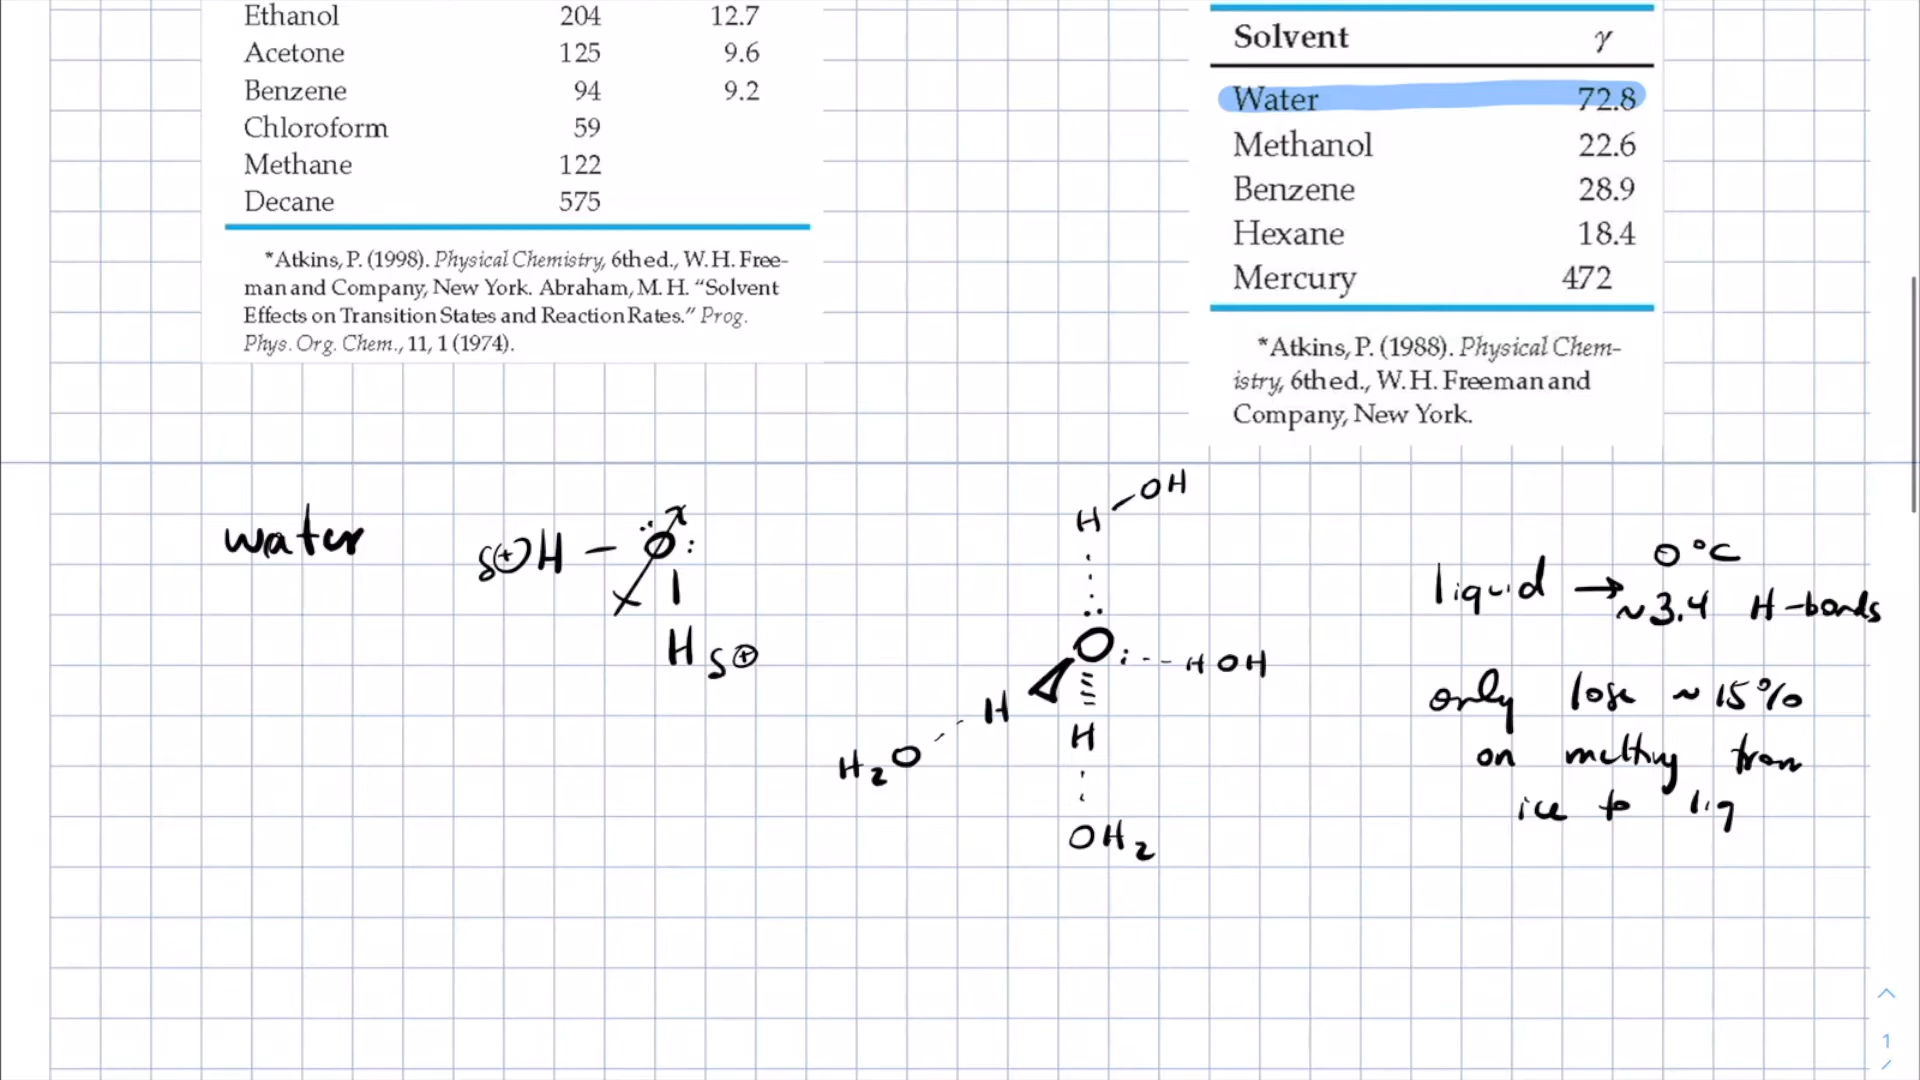 Ethanol 204 12.7
Acetone 125 9.6
Benzene 94 9.2
Chloroform 59
Methane 122
Decane 575
*Atkins, P. (1998). Physical Chemistry, 6th ed., W. H. Free-
man and Company, New York. Abraham, M. H. “Solvent
Effects on Transition States and Reaction Rates.” Prog.
Phys. Org. Chem., 11, 1 (1974).
Solvent γ
Water 72.8
Methanol 22.6
Benzene 28.9
Hexane 18.4
Mercury 472
*Atkins, P. (1988). Physical Chem-
istry, 6th ed., W. H. Freeman and
Company, New York.
water
δ⊕H – O:
H δ⊕
H–OH
O: -- HOH
H
H
H₂O
OH₂
0 °C
liquid → ~3.4 H-bonds
only lose ~ 15%
on melting from
ice to liq
1